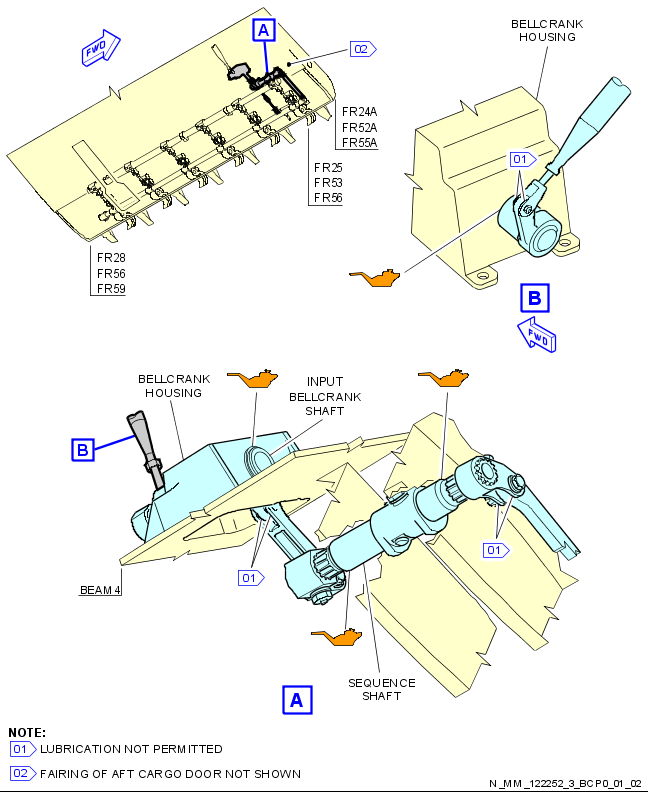 FWD
A
02
FR24A
FR52A
FR55A
FR25
FR53
FR56
FR28
FR56
FR59
BELLCRANK
HOUSING
01
B
FWD
BELLCRANK
HOUSING
INPUT
BELLCRANK
SHAFT
B
01
01
BEAM 4
SEQUENCE
SHAFT
A
NOTE:
01 LUBRICATION NOT PERMITTED
02 FAIRING OF AFT CARGO DOOR NOT SHOWN
N_MM_122252_3_BCP0_01_02